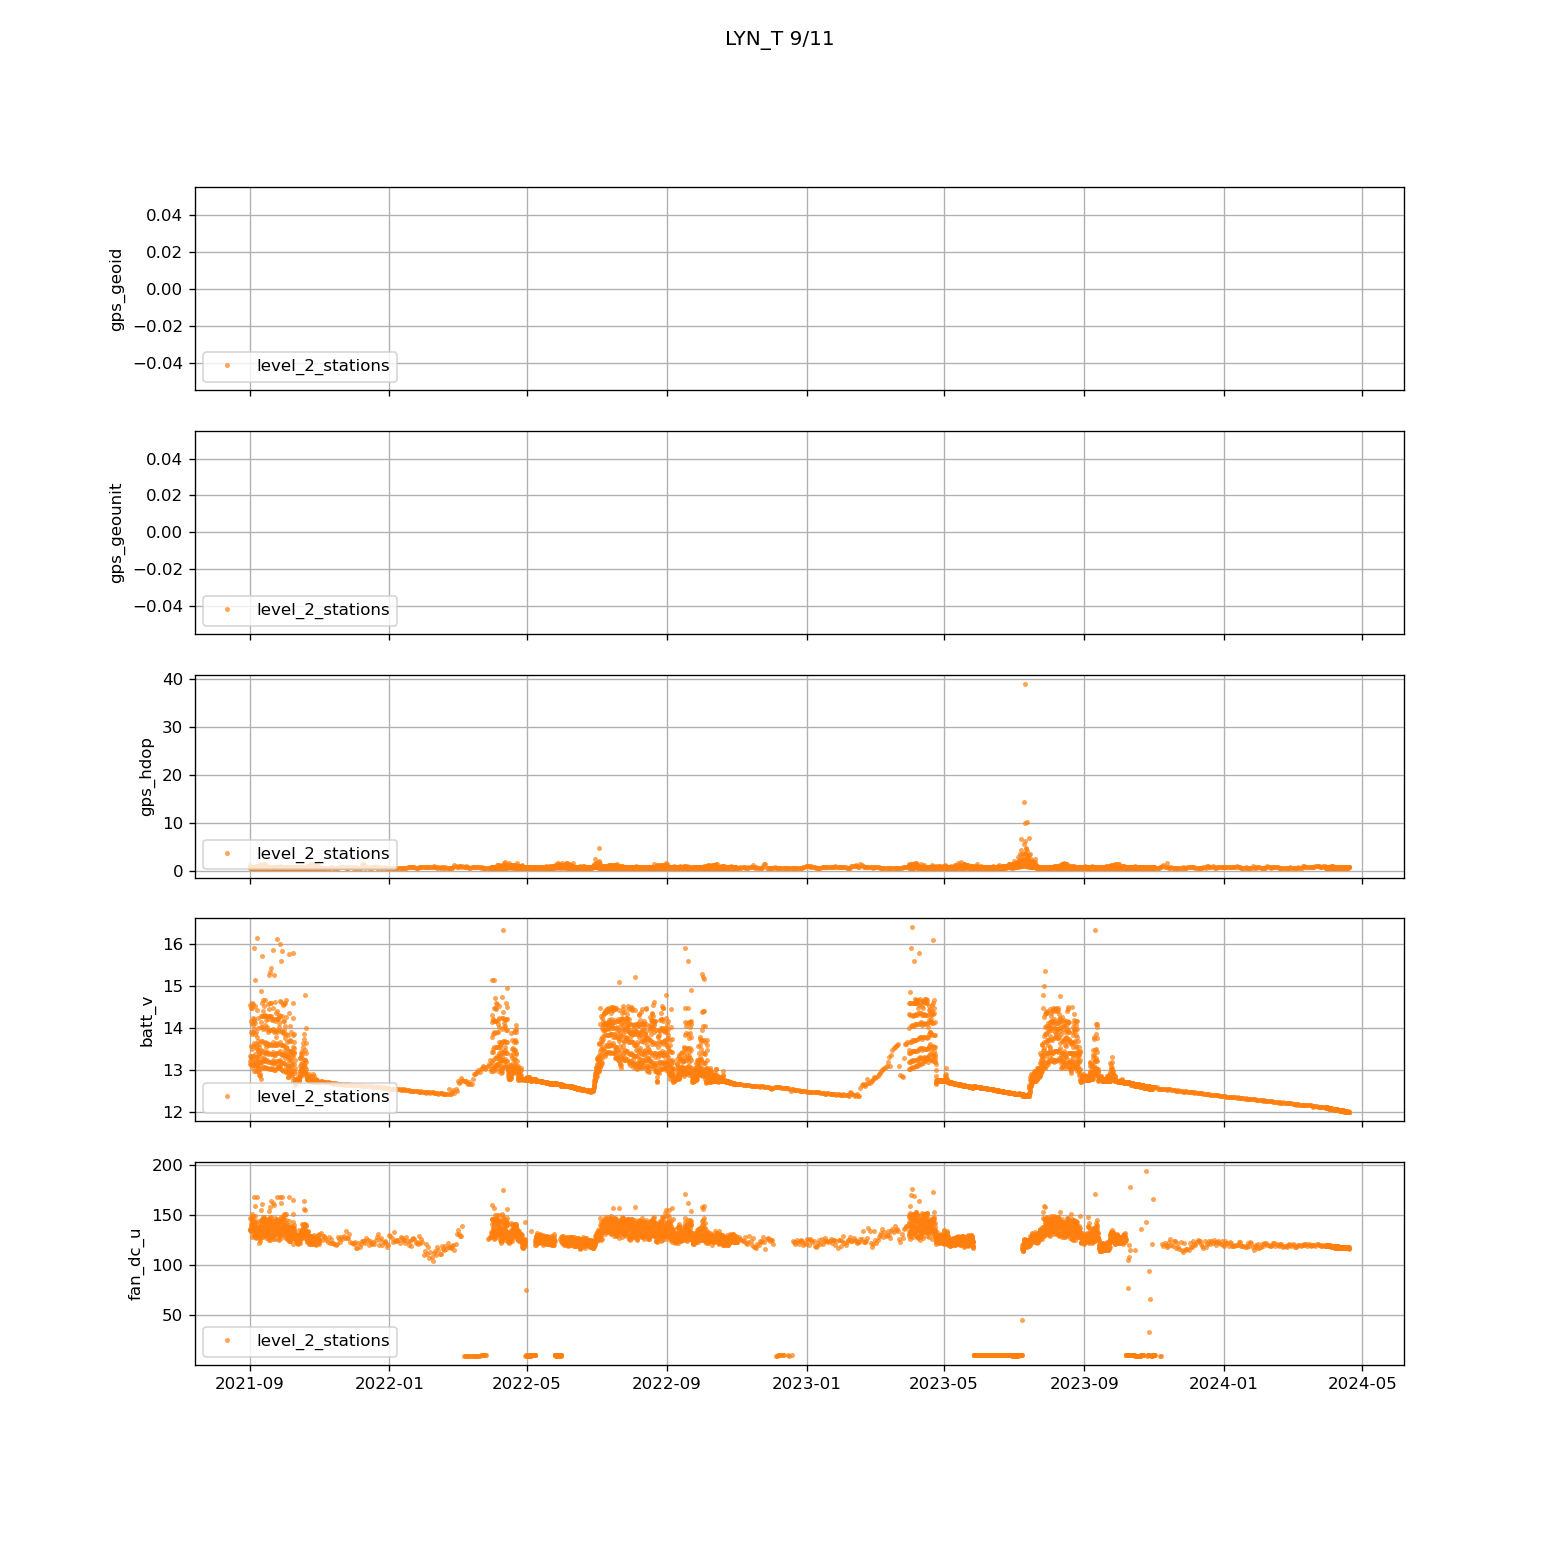 LYN_T 9/11
gps_geoid
0.04
0.02
0.00
−0.02
−0.04
level_2_stations
gps_geounit
0.04
0.02
0.00
−0.02
−0.04
level_2_stations
gps_hdop
40
30
20
10
0
level_2_stations
batt_v
16
15
14
13
12
level_2_stations
fan_dc_u
200
150
100
50
level_2_stations
2021-09 2022-01 2022-05 2022-09 2023-01 2023-05 2023-09 2024-01 2024-05